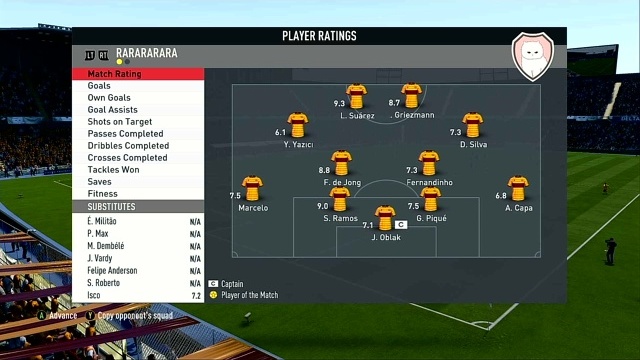 PLAYER RATINGS
LT RT RARARARARA
Match Rating
Goals
Own Goals
Goal Assists
Shots on Target
Passes Completed
Dribbles Completed
Crosses Completed
Tackles Won
Saves
Fitness
SUBSTITUTES
É. Militão N/A
P. Max N/A
M. Dembélé N/A
J. Vardy N/A
Felipe Anderson N/A
S. Roberto N/A
Isco 7.2
9.3 L. Suárez
8.7 . Griezmann
6.1 Y. Yazıcı
7.3 D. Silva
8.8 F. de Jong
7.3 Fernandinho
7.5 Marcelo
9.0 S. Ramos
7.5 G. Piqué
6.8 A. Capa
7.1 C J. Oblak
C Captain
Player of the Match
A Advance Y Copy opponent's squad